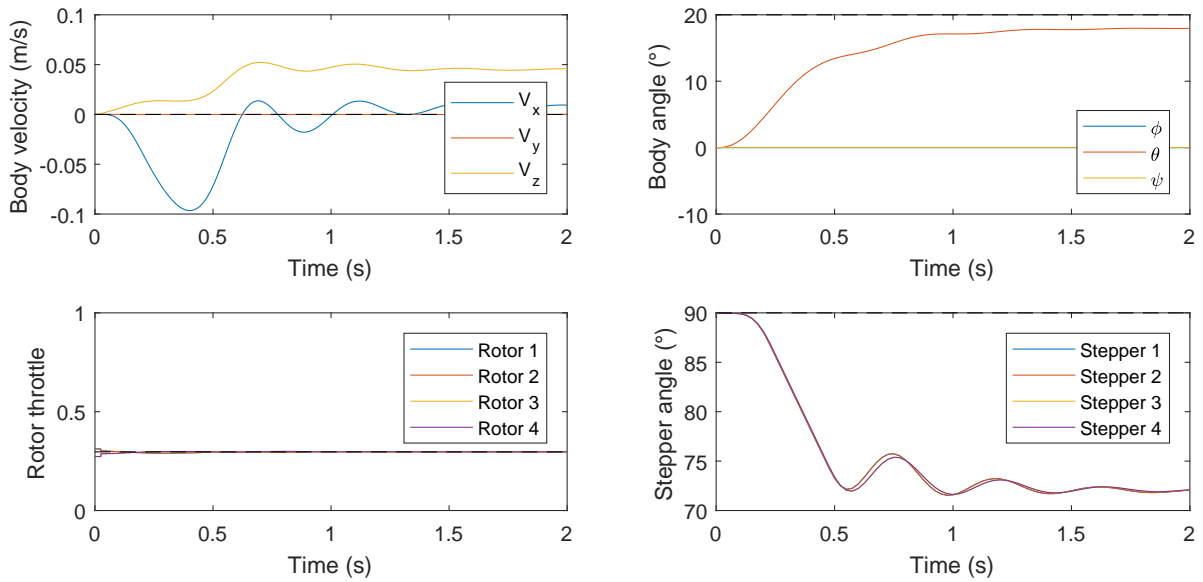 Body velocity (m/s)
0.1
0.05
0
-0.05
-0.1
V_x
V_y
V_z
0
0.5
1
1.5
2
Time (s)
Body angle (°)
20
10
0
-10
ϕ
θ
ψ
0
0.5
1
1.5
2
Time (s)
Rotor throttle
1
0.5
0
Rotor 1
Rotor 2
Rotor 3
Rotor 4
0
0.5
1
1.5
2
Time (s)
Stepper angle (°)
90
85
80
75
70
Stepper 1
Stepper 2
Stepper 3
Stepper 4
0
0.5
1
1.5
2
Time (s)